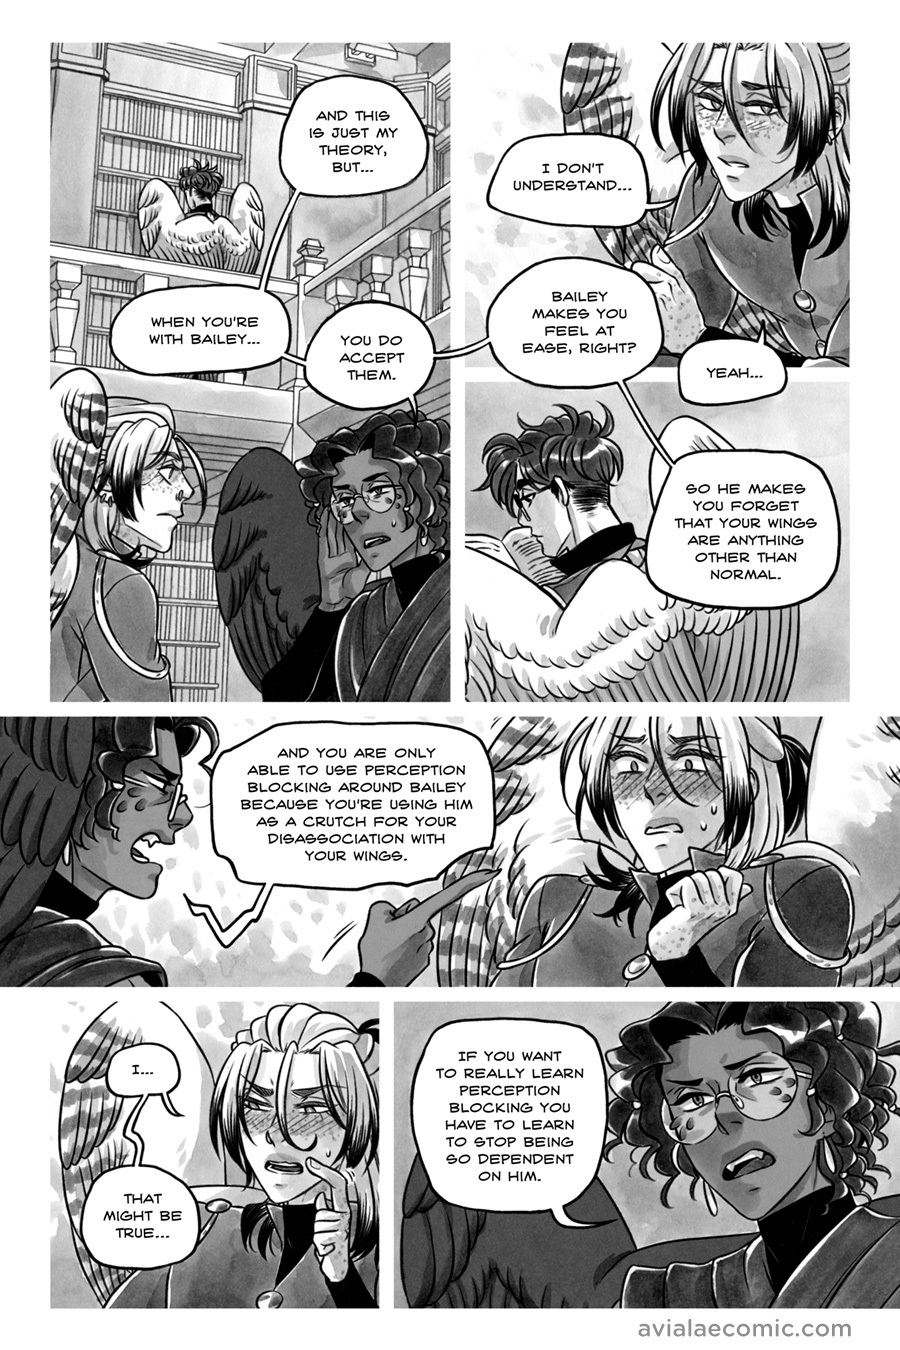 AND THIS
IS JUST MY
THEORY,
BUT...
WHEN YOU'RE
WITH BAILEY...
YOU DO
ACCEPT
THEM.
I DON'T
UNDERSTAND...
BAILEY
MAKES YOU
FEEL AT
EASE, RIGHT?
YEAH...
SO HE MAKES
YOU FORGET
THAT YOUR WINGS
ARE ANYTHING
OTHER THAN
NORMAL.
AND YOU ARE ONLY
ABLE TO USE PERCEPTION
BLOCKING AROUND BAILEY
BECAUSE YOU'RE USING HIM
AS A CRUTCH FOR YOUR
DISASSOCIATION WITH
YOUR WINGS.
I...
THAT
MIGHT BE
TRUE...
IF YOU WANT
TO REALLY LEARN
PERCEPTION
BLOCKING YOU
HAVE TO LEARN
TO STOP BEING
SO DEPENDENT
ON HIM.
avialaecomic.com